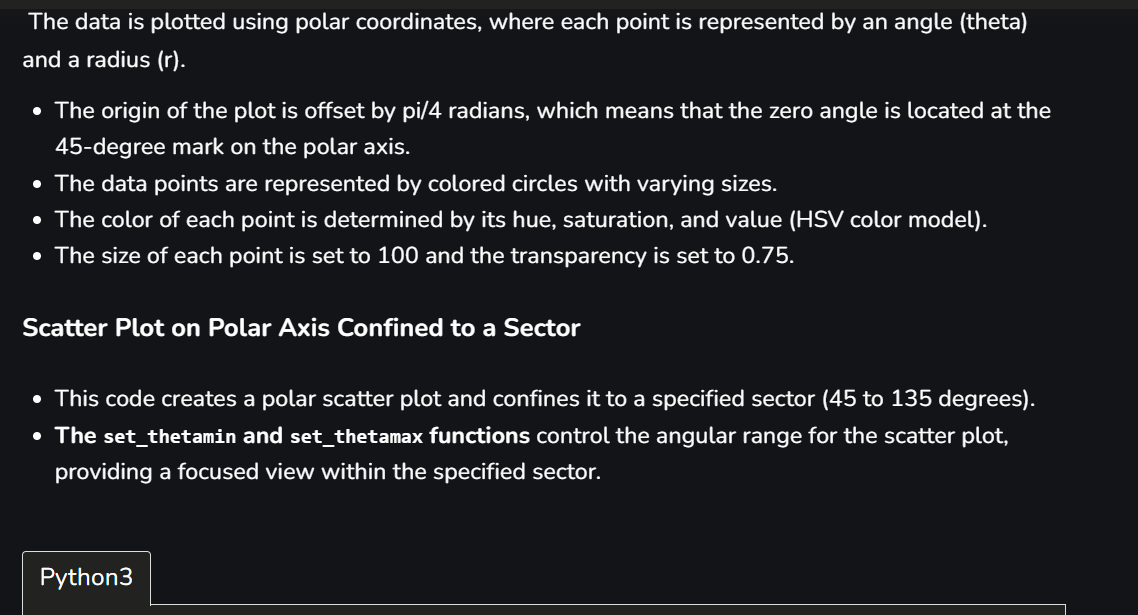 The data is plotted using polar coordinates, where each point is represented by an angle (theta)
and a radius (r).
• The origin of the plot is offset by pi/4 radians, which means that the zero angle is located at the
45-degree mark on the polar axis.
• The data points are represented by colored circles with varying sizes.
• The color of each point is determined by its hue, saturation, and value (HSV color model).
• The size of each point is set to 100 and the transparency is set to 0.75.
Scatter Plot on Polar Axis Confined to a Sector
• This code creates a polar scatter plot and confines it to a specified sector (45 to 135 degrees).
• The set_thetamin and set_thetamax functions control the angular range for the scatter plot,
providing a focused view within the specified sector.
Python3